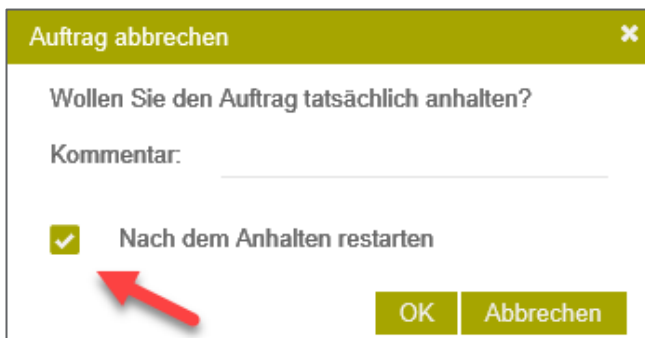 Auftrag abbrechen
Wollen Sie den Auftrag tatsächlich anhalten?
Kommentar:
Nach dem Anhalten restarten
OK Abbrechen